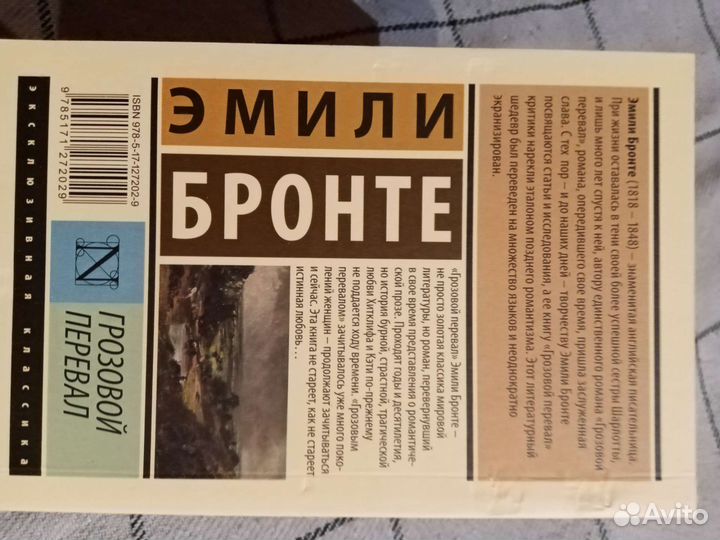 Эмили Бронте (1818 – 1848) – знаменитая английская писательница.
При жизни оставалась в тени своей более успешной сестры Шарлотты,
и лишь много лет спустя к ней, автору единственного романа «Грозовой
перевал», романа, опередившего свое время, пришла заслуженная
слава. С тех пор – и до наших дней – творчеству Эмили Бронте
посвящаются статьи и исследования, а ее книгу «Грозовой перевал»
критики нарекли эталоном позднего романтизма. Этот литературный
шедевр был переведен на множество языков и неоднократно
экранизирован.
ЭМИЛИ
БРОНТЕ
«Грозовой перевал» Эмили Бронте –
не просто золотая классика мировой
литературы, но роман, перевернувший
в свое время представления о романтиче-
ской прозе. Проходят годы и десятилетия,
но история бурной, страстной, трагической
любви Хитклифа и Кэти по-прежнему
не поддается ходу времени. «Грозовым
перевалом» зачитывалось уже много поко-
лений женщин – продолжают зачитываться
и сейчас. Эта книга не стареет, как не стареет
истинная любовь…
ISBN 978-5-17-127202-9
9 785171 272029
N
ГРОЗОВОЙ
ПЕРЕВАЛ
ЭКСКЛЮЗИВНАЯ КЛАССИКА
Avito